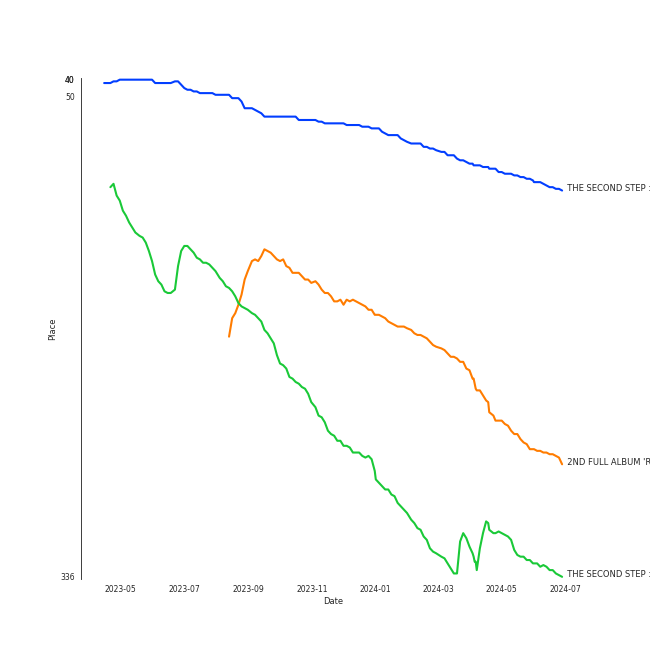 40
50
Place
THE SECOND STEP :
2ND FULL ALBUM 'R
THE SECOND STEP :
336
2023-05
2023-07
2023-09
2023-11
2024-01
2024-03
2024-05
2024-07
Date